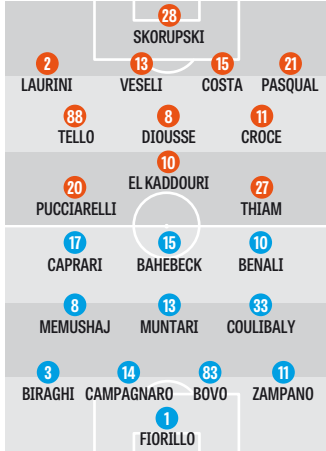 28
SKORUPSKI
2 13 15 21
LAURINI VESELI COSTA PASQUAL
88 8 11
TELLO DIOUSSE CROCE
10
EL KADDOURI
20 27
PUCCIARELLI THIAM
17 15 10
CAPRARI BAHEBECK BENALI
8 13 33
MEMUSHAJ MUNTARI COULIBALY
3 14 83 11
BIRAGHI CAMPAGNARO BOVO ZAMPANO
1
FIORILLO